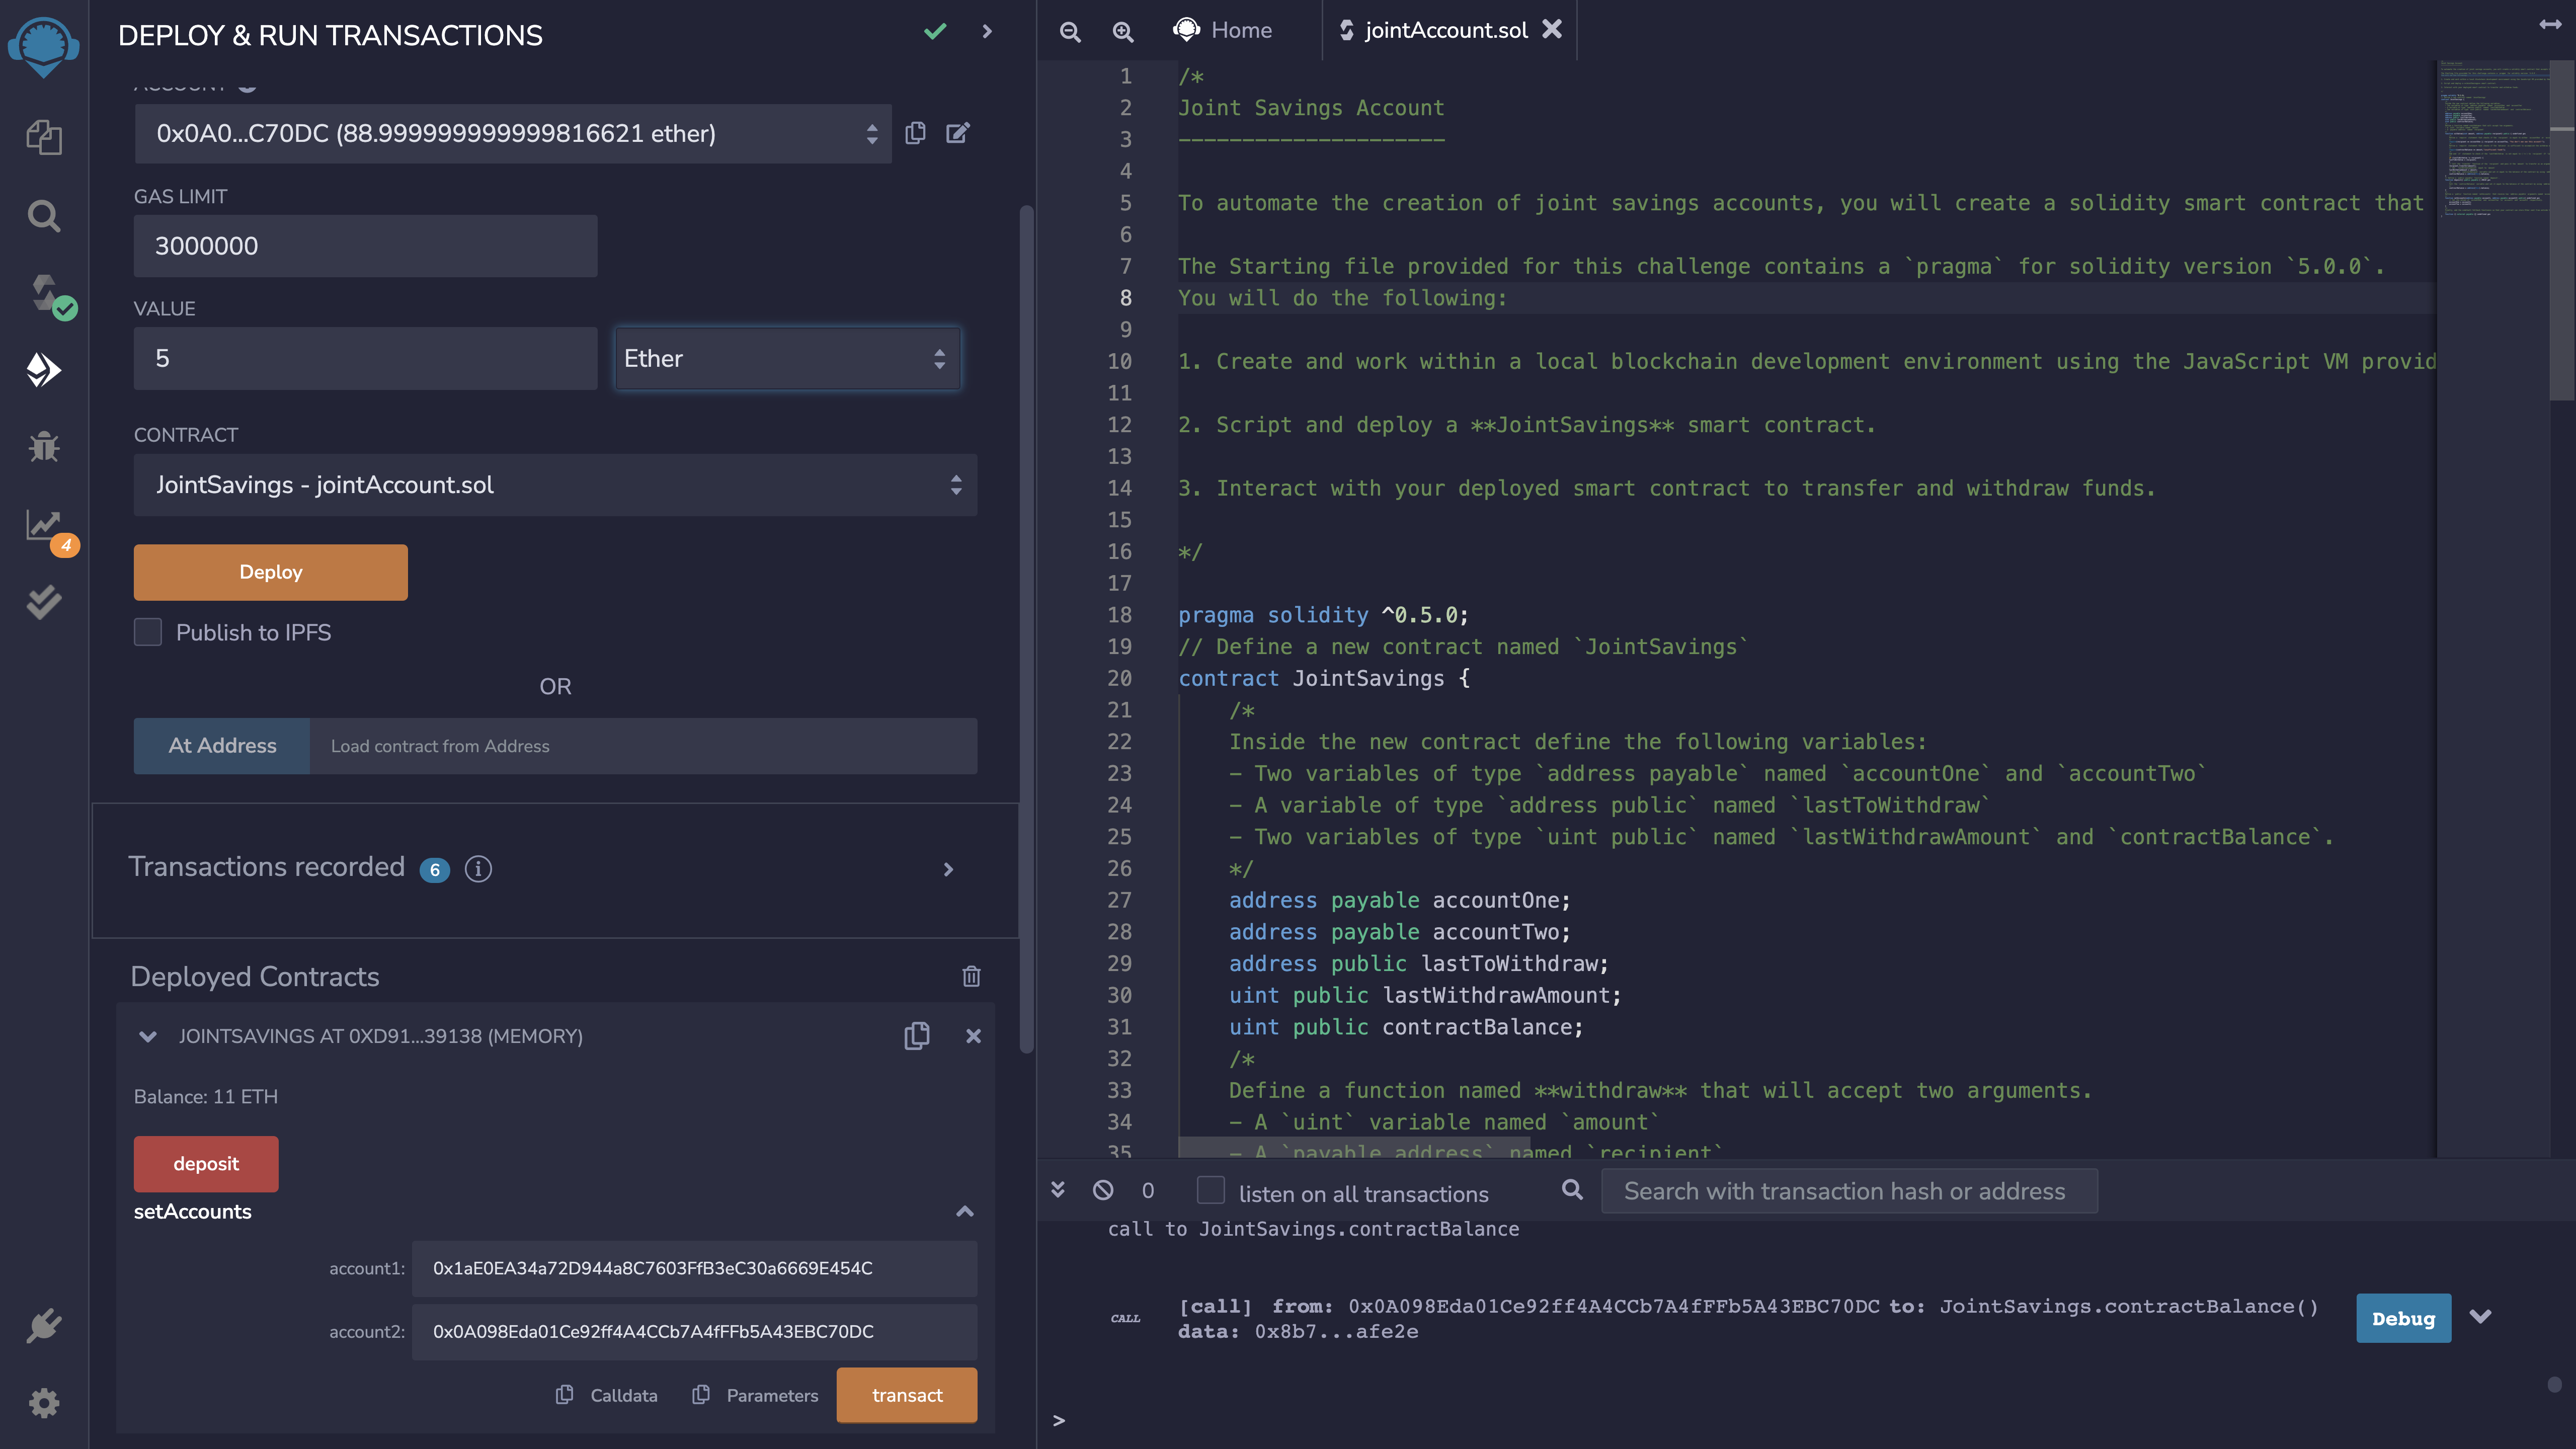 DEPLOY & RUN TRANSACTIONS
ACCOUNT
0x0A0...C70DC (88.999999999999816621 ether)
GAS LIMIT
3000000
VALUE
5
Ether
CONTRACT
JointSavings - jointAccount.sol
Deploy
Publish to IPFS
OR
At Address
Load contract from Address
Transactions recorded 6 i
Deployed Contracts
JOINTSAVINGS AT 0XD91...39138 (MEMORY)
Balance: 11 ETH
deposit
setAccounts
account1: 0x1aE0EA34a72D944a8C7603FfB3eC30a6669E454C
account2: 0x0A098Eda01Ce92ff4A4CCb7A4fFFb5A43EBC70DC
Calldata
Parameters
transact
4
Home
jointAccount.sol
1 /*
2 Joint Savings Account
3 ---------------------
4
5 To automate the creation of joint savings accounts, you will create a solidity smart contract that
6
7 The Starting file provided for this challenge contains a `pragma` for solidity version `5.0.0`.
8 You will do the following:
9
10 1. Create and work within a local blockchain development environment using the JavaScript VM provid
11
12 2. Script and deploy a **JointSavings** smart contract.
13
14 3. Interact with your deployed smart contract to transfer and withdraw funds.
15
16 */
17
18 pragma solidity ^0.5.0;
19 // Define a new contract named `JointSavings`
20 contract JointSavings {
21 /*
22 Inside the new contract define the following variables:
23 - Two variables of type `address payable` named `accountOne` and `accountTwo`
24 - A variable of type `address public` named `lastToWithdraw`
25 - Two variables of type `uint public` named `lastWithdrawAmount` and `contractBalance`.
26 */
27 address payable accountOne;
28 address payable accountTwo;
29 address public lastToWithdraw;
30 uint public lastWithdrawAmount;
31 uint public contractBalance;
32 /*
33 Define a function named **withdraw** that will accept two arguments.
34 - A `uint` variable named `amount`
35 - A `payable address` named `recipient`
0
listen on all transactions
Search with transaction hash or address
call to JointSavings.contractBalance
CALL
[call] from: 0x0A098Eda01Ce92ff4A4CCb7A4fFFb5A43EBC70DC to: JointSavings.contractBalance()
data: 0x8b7...afe2e
Debug
>